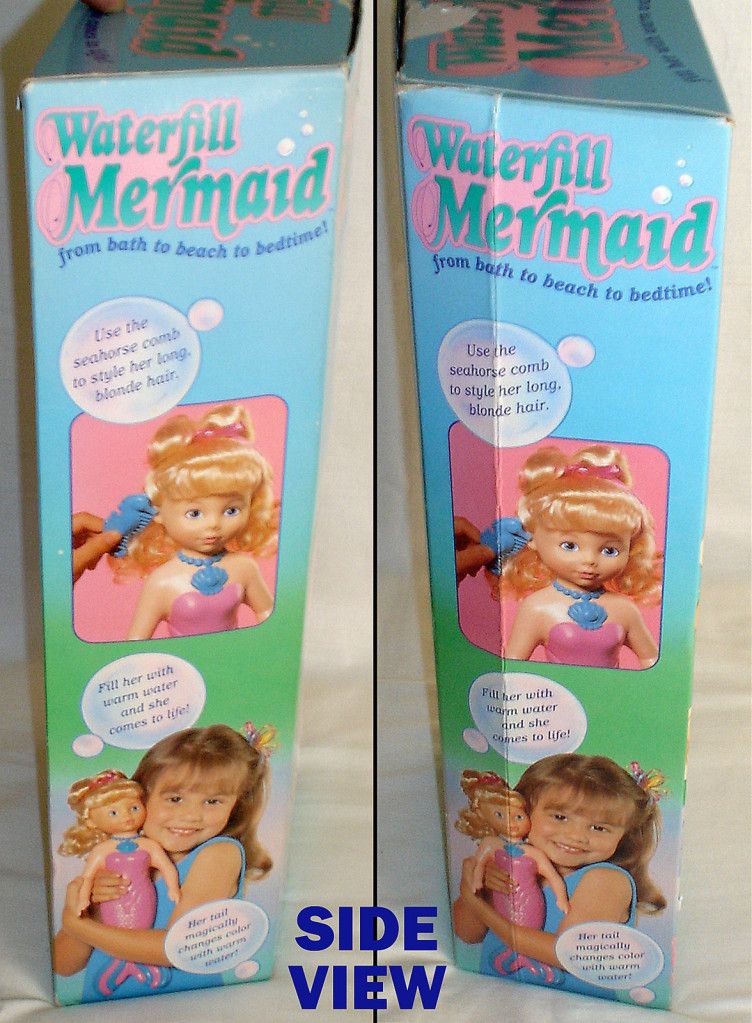 Waterfill
Mermaid
from bath to beach to bedtime!
Use the
seahorse comb
to style her long,
blonde hair.
Fill her with
warm water
and she
comes to life!
Her tail
magically
changes color
with warm
water!
Waterfill
Mermaid™
from bath to beach to bedtime!
Use the
seahorse comb
to style her long,
blonde hair.
Fill her with
warm water
and she
comes to life!
Her tail
magically
changes color
with warm
water!
SIDE
VIEW